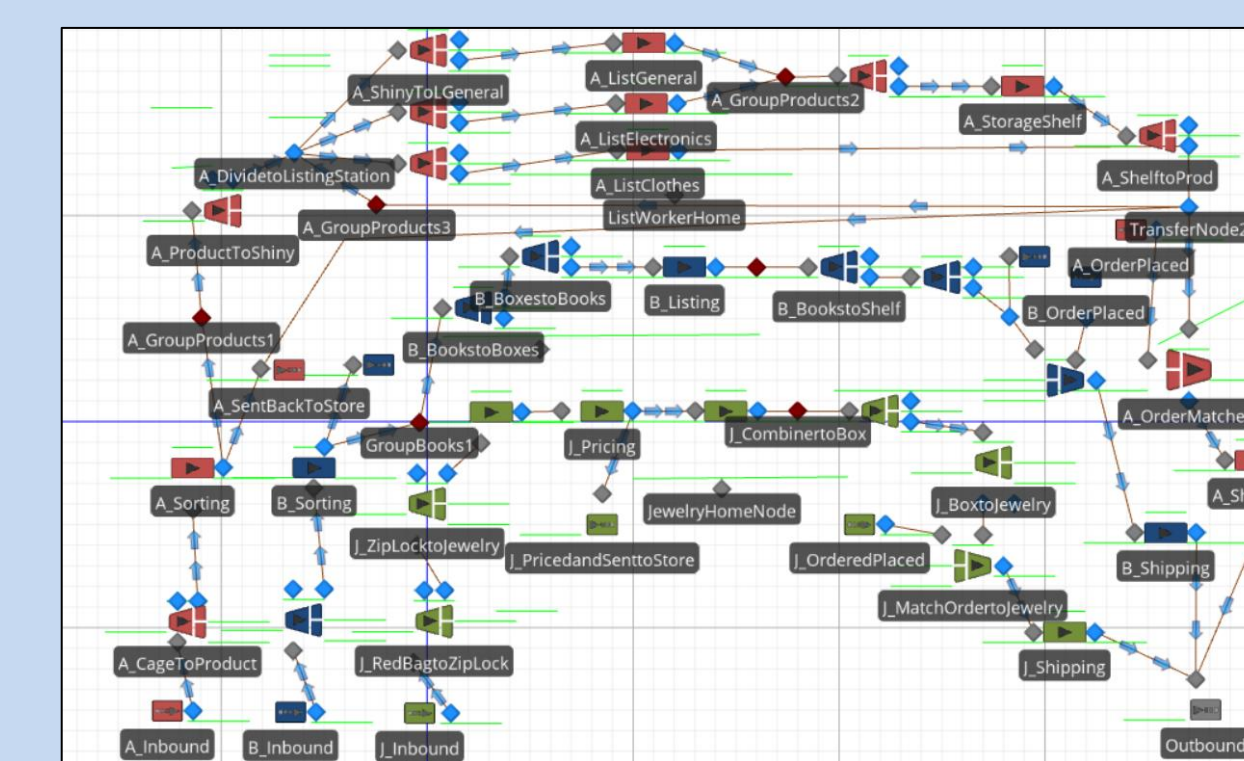 A_ListGeneral
A_ShinyToLGeneral
A_GroupProducts2
A_StorageShelf
A_ListElectronics
A_DividetoListingStation
A_ListClothes
A_ShelftoProd
ListWorkerHome
A_GroupProducts3
TransferNode2
A_ProductToShiny
A_OrderPlaced
B_BoxestoBooks
B_Listing
B_BookstoShelf
B_OrderPlaced
A_GroupProducts1
B_BookstoBoxes
A_SentBackToStore
A_OrderMatche
J_CombinertoBox
GroupBooks1
J_Pricing
A_Sorting
B_Sorting
A_Sh
J_BoxtoJewelry
JewelryHomeNode
J_ZipLocktoJewelry
J_PricedandSenttoStore
J_OrderedPlaced
B_Shipping
J_MatchOrdertoJewelry
A_CageToProduct
J_RedBagtoZipLock
J_Shipping
A_Inbound
B_Inbound
J_Inbound
Outbound